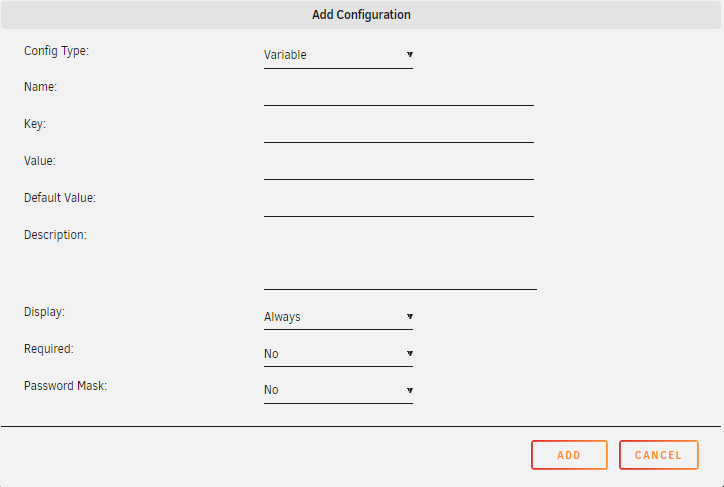 Add Configuration
Config Type: Variable
Name:
Key:
Value:
Default Value:
Description:
Display: Always
Required: No
Password Mask: No
ADD CANCEL